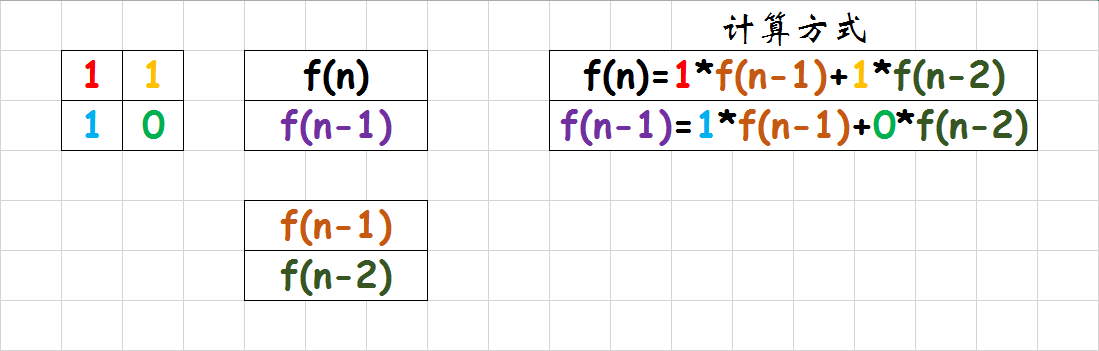 计算方式
1 1 f(n) f(n)=1*f(n-1)+1*f(n-2)
1 0 f(n-1) f(n-1)=1*f(n-1)+0*f(n-2)
f(n-1)
f(n-2)